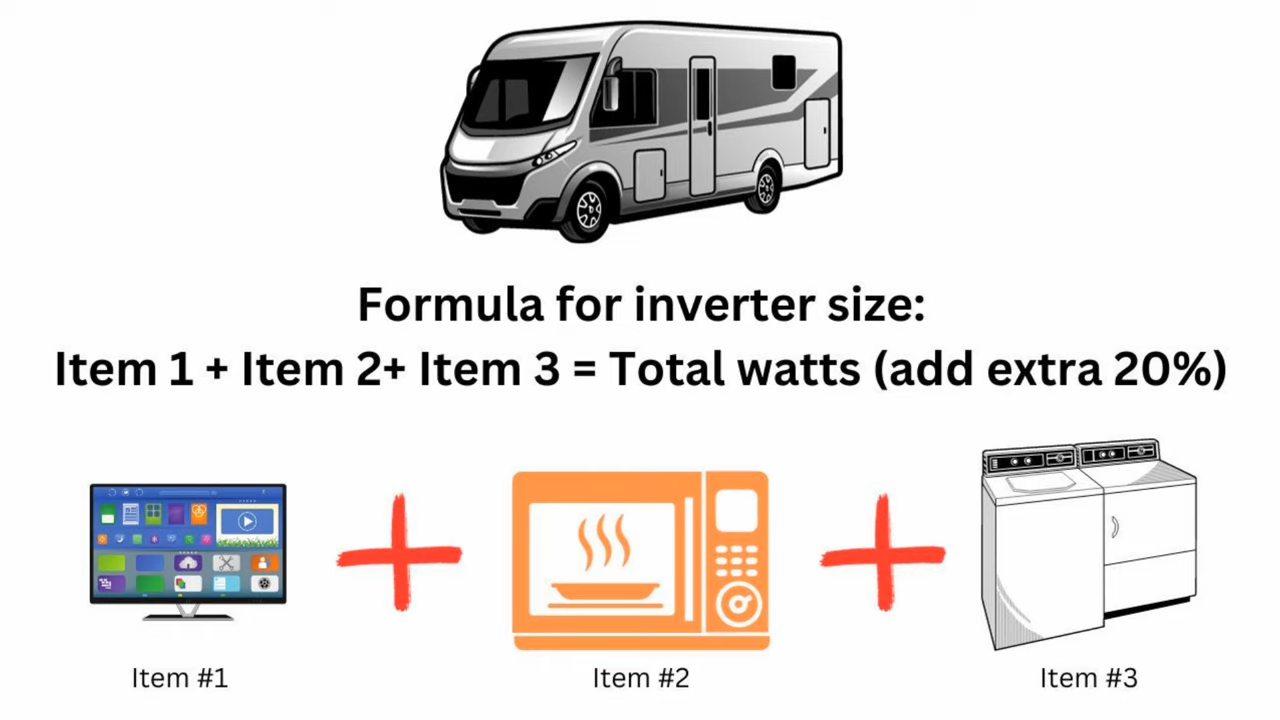 Formula for inverter size:
Item 1 + Item 2+ Item 3 = Total watts (add extra 20%)
Item #1
Item #2
Item #3